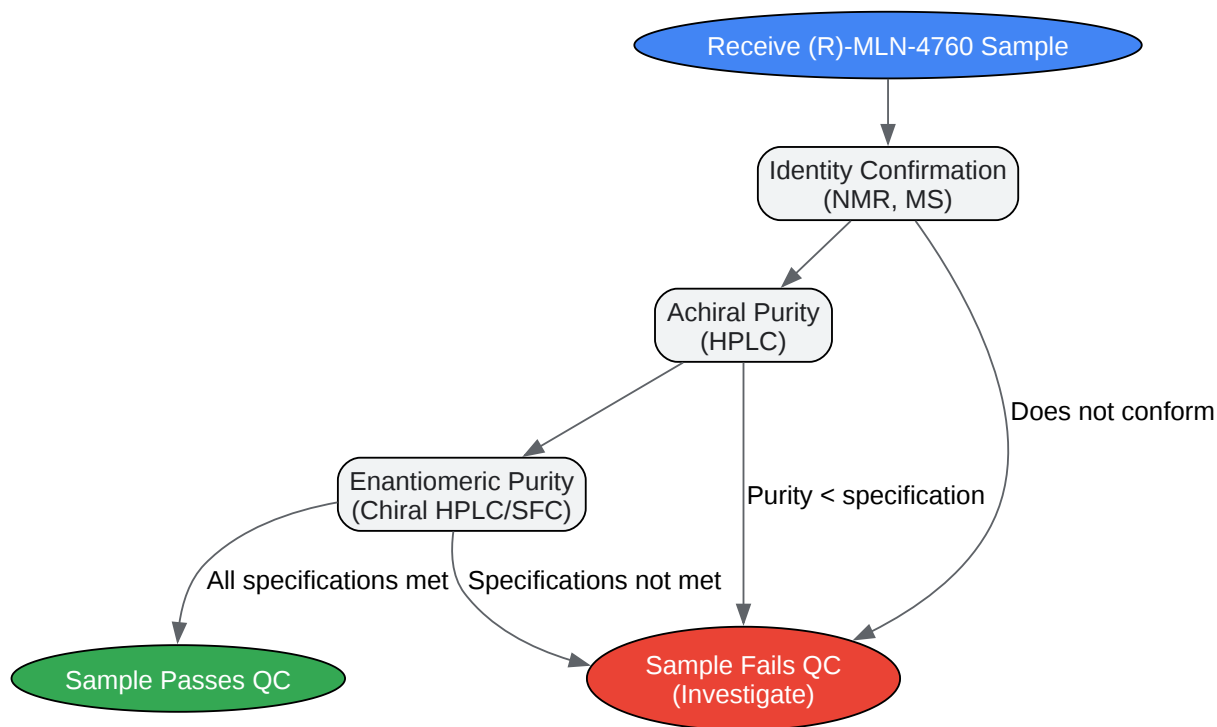 Receive (R)-MLN-4760 Sample
Identity Confirmation
(NMR, MS)
Achiral Purity
(HPLC)
Does not conform
Enantiomeric Purity
(Chiral HPLC/SFC)
Purity < specification
All specifications met
Specifications not met
Sample Passes QC
Sample Fails QC
(Investigate)